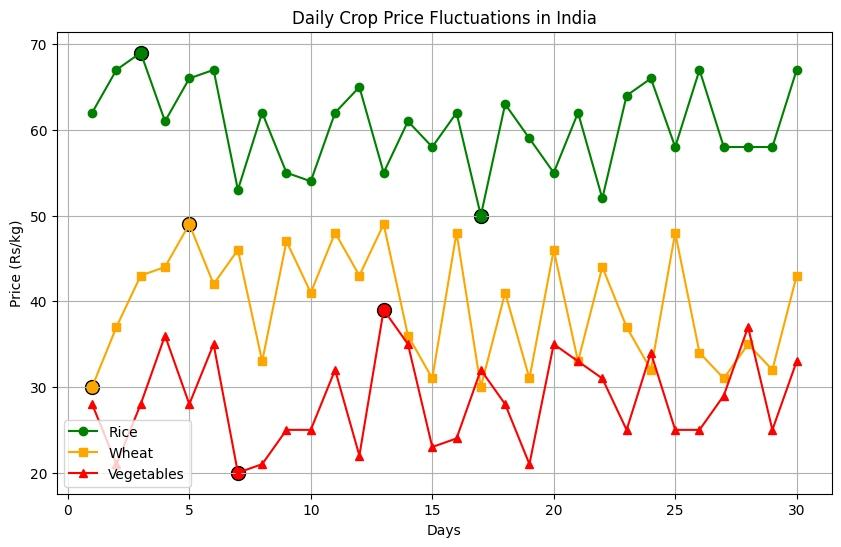 Daily Crop Price Fluctuations in India
70
60
50
40
30
20
Price (Rs/kg)
Rice
Wheat
Vegetables
0 5 10 15 20 25 30
Days